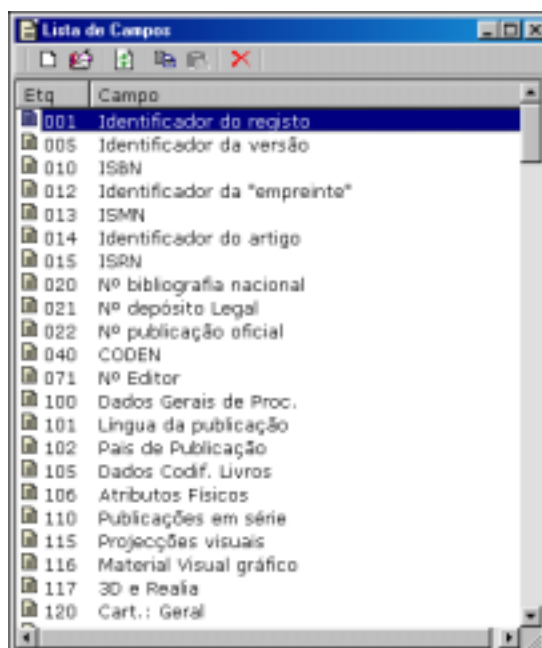 Lista de Campos
Etq Campo
001 Identificador do registo
005 Identificador da versão
010 ISBN
012 Identificador da "empreinte"
013 ISMN
014 Identificador do artigo
015 ISRN
020 Nº bibliografia nacional
021 Nº depósito Legal
022 Nº publicação oficial
040 CODEN
071 Nº Editor
100 Dados Gerais de Proc.
101 Língua da publicação
102 País de Publicação
105 Dados Codif. Livros
106 Atributos Físicos
110 Publicações em série
115 Projecções visuais
116 Material Visual gráfico
117 3D e Realia
120 Cart.: Geral